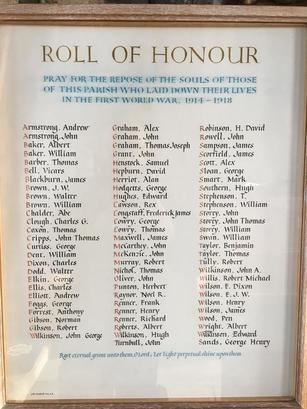 ROLL OF HONOUR
PRAY FOR THE REPOSE OF THE SOULS OF THOSE
OF THIS PARISH WHO LAID DOWN THEIR LIVES
IN THE FIRST WORLD WAR, 1914–1918
Armstrong, Andrew
Armstrong, John
Baker, Albert
Baker, William
Barber, Thomas
Bell, Vicars
Blackburn, James
Brown, J. W.
Brown, Walter
Brown, William
Chalder, Abe
Clough, Charles G.
Coxon, Thomas
Cripps, John Thomas
Curtiss, George
Dent, William
Dixon, Charles
Dodd, Walter
Elkin, George
Ellis, Charles
Elliott, Andrew
Foggo, George
Forrest, Anthony
Gibson, Norman
Gibson, Robert
Wilkinson, John George
Graham, Alex
Graham, John
Graham, Thomas Joseph
Grant, John
Henstock, Samuel
Hepburn, David
Herriot, Alan
Hodgetts, George
Hughes, Edward
Lawson, Rex
Longstaff, Frederick James
Lowry, George
Lowry, Thomas
Maxwell, James
McCarthy, John
McKenzie, John
Murray, Robert
Nichol, Thomas
Oliver, John
Punton, Herbert
Raynor, Noel R.
Renner, Frank
Renner, Henry
Renner, Richard
Roberts, Albert
Wilkinson, Hugh
Turnbull, John
Robinson, H. David
Rowell, John
Sampson, James
Scorfield, James
Scott, Alex
Sloan, George
Smart, Mark
Southern, Hugh
Stephenson, T.
Stephenson, William
Storey, John
Storey, John Thomas
Storey, William
Swan, William
Taylor, Benjamin
Taylor, Thomas
Tully, Robert
Wilkinson, John A.
Willis, Robert Michael
Wilson, F. Dixon
Wilson, E. J. W.
Wilson, Henry
Wilson, James
Wood, Pen
Wright, Albert
Wilkinson, Edward
Sands, George Henry
Rest eternal grant unto them, O Lord; Let light perpetual shine upon them